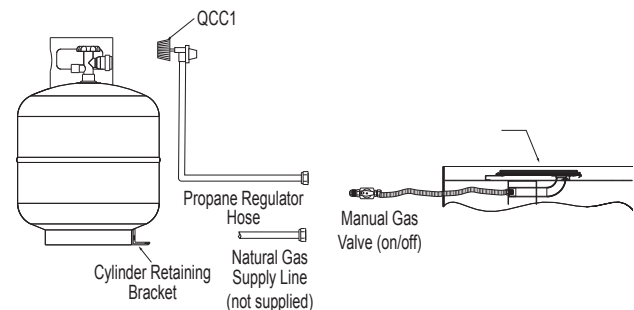 QCC1
Propane Regulator
Hose
Manual Gas
Valve (on/off)
Cylinder Retaining
Bracket
Natural Gas
Supply Line
(not supplied)